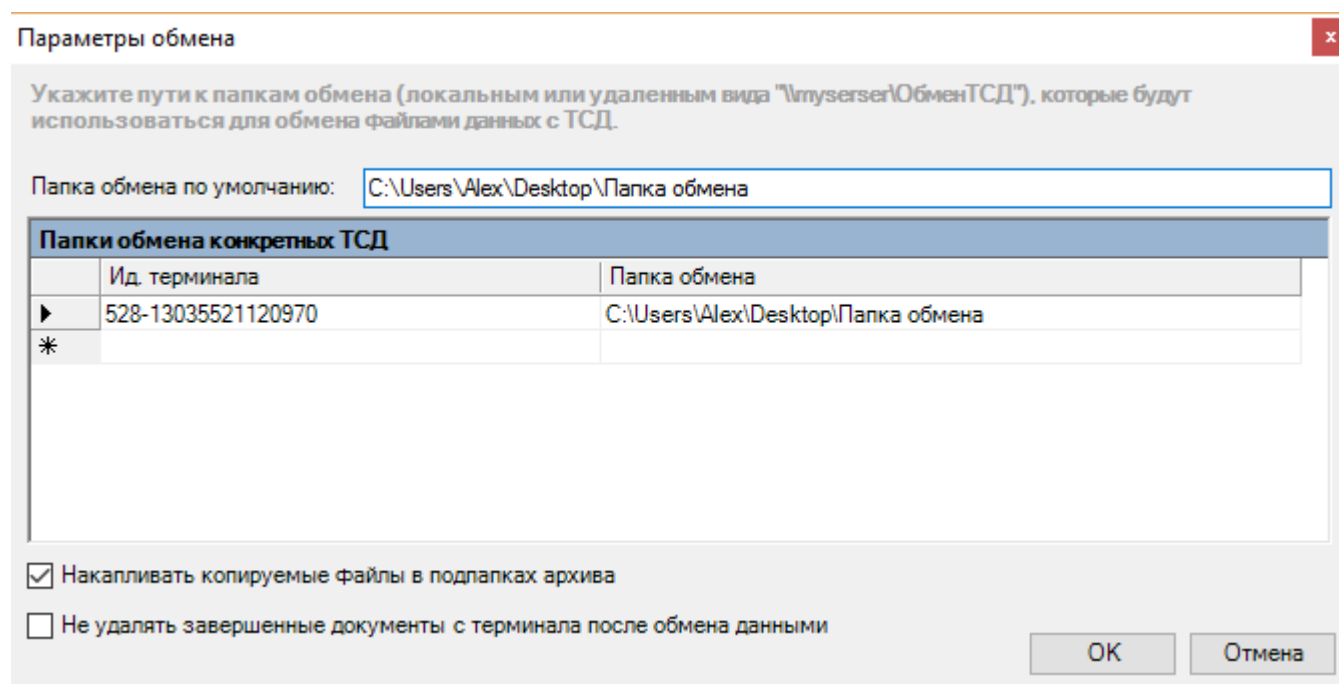 Параметры обмена
x
Укажите пути к папкам обмена (локальным или удаленным вида "\\myserser\ОбменТСД"), которые будут
использоваться для обмена файлами данных с ТСД.
Папка обмена по умолчанию: C:\Users\Alex\Desktop\Папка обмена
Папки обмена конкретных ТСД
Ид. терминала Папка обмена
528-13035521120970 C:\Users\Alex\Desktop\Папка обмена
Накапливать копируемые файлы в подпапках архива
Не удалять завершенные документы с терминала после обмена данными
OK Отмена